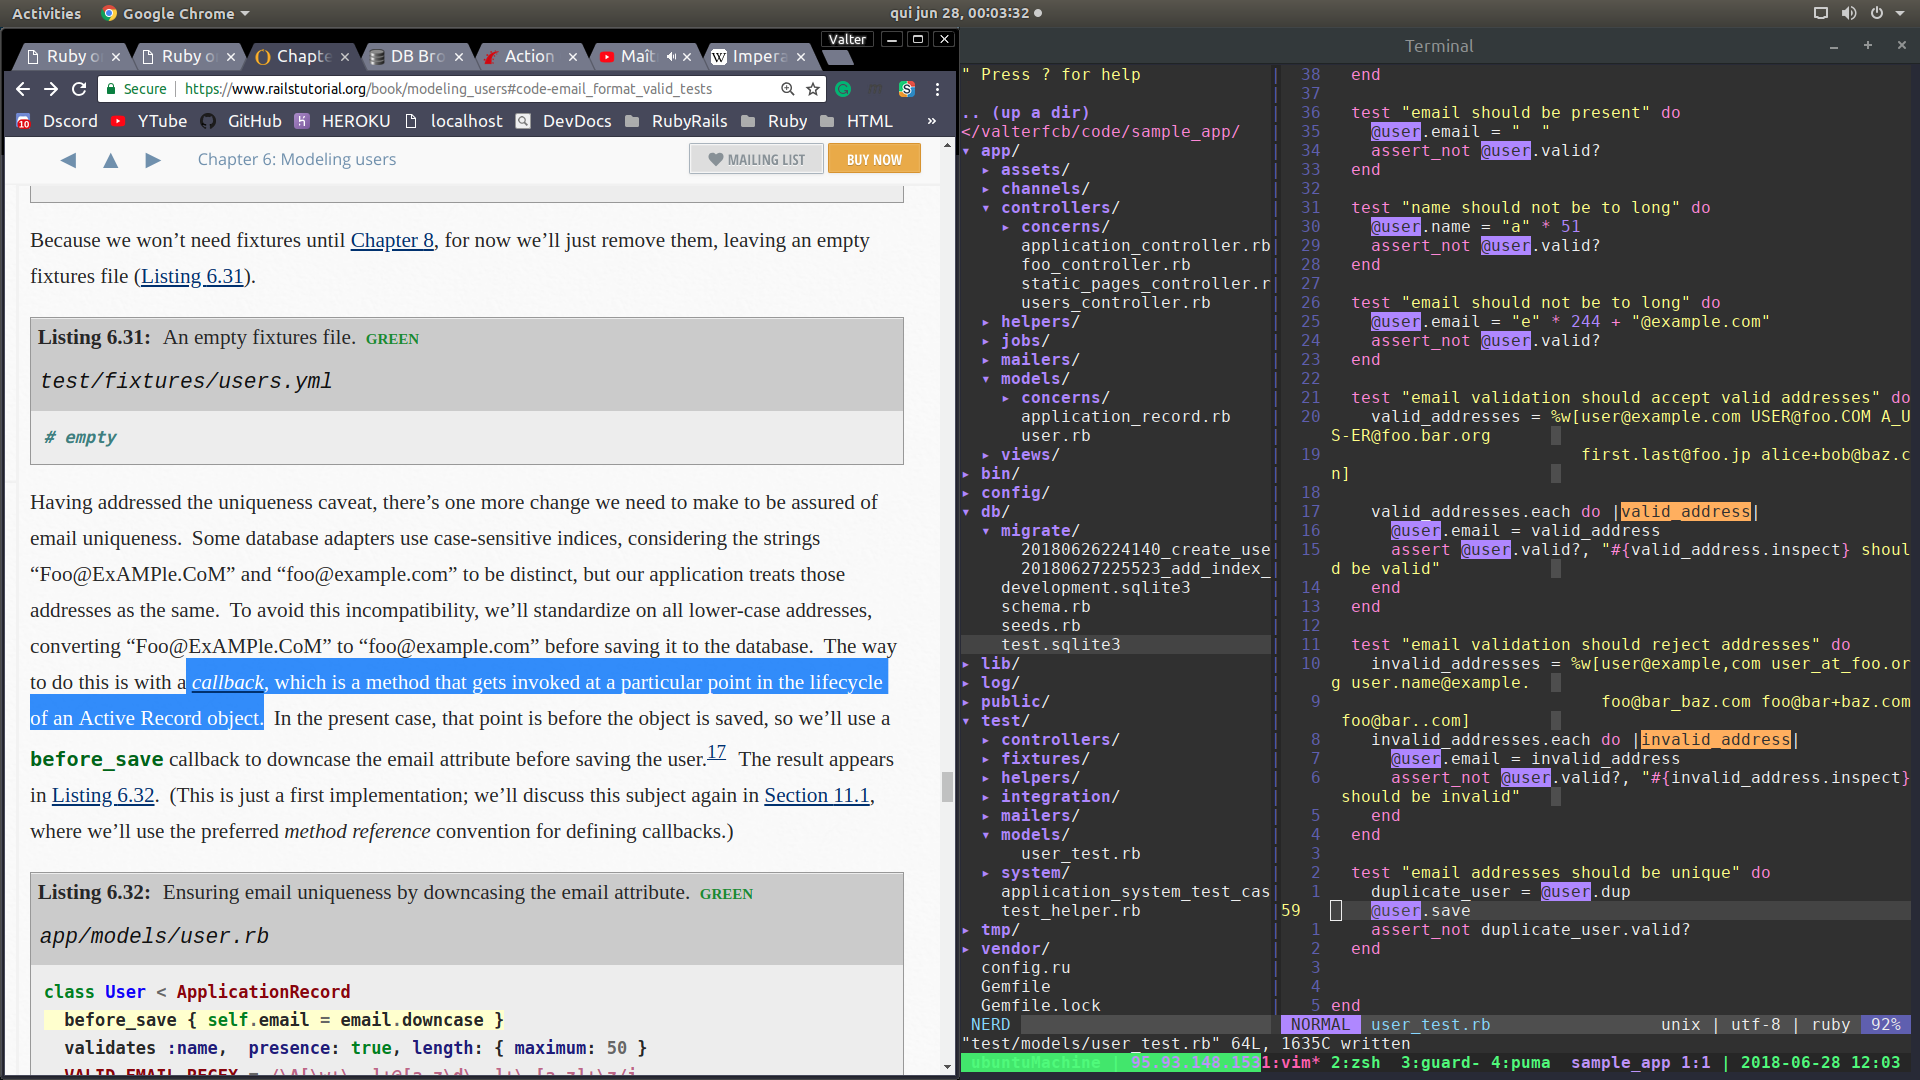 Activities
Google Chrome
qui jun 28, 00:03:32
Valter
Ruby o
Ruby o
Chapte
DB Bro
Action
Maît
Impera
Secure
https://www.railstutorial.org/book/modeling_users#code-email_format_valid_tests
Dscord
YTube
GitHub
HEROKU
localhost
DevDocs
RubyRails
Ruby
HTML
»
Chapter 6: Modeling users
MAILING LIST
BUY NOW
Because we won’t need fixtures until Chapter 8, for now we’ll just remove them, leaving an empty
fixtures file (Listing 6.31).
Listing 6.31: An empty fixtures file. GREEN
test/fixtures/users.yml
# empty
Having addressed the uniqueness caveat, there’s one more change we need to make to be assured of
email uniqueness. Some database adapters use case-sensitive indices, considering the strings
“Foo@ExAMPle.CoM” and “foo@example.com” to be distinct, but our application treats those
addresses as the same. To avoid this incompatibility, we’ll standardize on all lower-case addresses,
converting “Foo@ExAMPle.CoM” to “foo@example.com” before saving it to the database. The way
to do this is with a callback, which is a method that gets invoked at a particular point in the lifecycle
of an Active Record object. In the present case, that point is before the object is saved, so we’ll use a
before_save callback to downcase the email attribute before saving the user.17 The result appears
in Listing 6.32. (This is just a first implementation; we’ll discuss this subject again in Section 11.1,
where we’ll use the preferred method reference convention for defining callbacks.)
Listing 6.32: Ensuring email uniqueness by downcasing the email attribute. GREEN
app/models/user.rb
class User < ApplicationRecord
before_save { self.email = email.downcase }
validates :name, presence: true, length: { maximum: 50 }
Terminal
" Press ? for help
.. (up a dir)
</valterfcb/code/sample_app/
▾ app/
▸ assets/
▸ channels/
▾ controllers/
▸ concerns/
application_controller.rb
foo_controller.rb
static_pages_controller.r
users_controller.rb
▸ helpers/
▸ jobs/
▸ mailers/
▾ models/
▸ concerns/
application_record.rb
user.rb
▸ views/
▸ bin/
▸ config/
▾ db/
▾ migrate/
20180626224140_create_use
20180627225523_add_index_
development.sqlite3
schema.rb
seeds.rb
test.sqlite3
▸ lib/
▸ log/
▸ public/
▾ test/
▸ controllers/
▸ fixtures/
▸ helpers/
▸ integration/
▸ mailers/
▾ models/
user_test.rb
▸ system/
application_system_test_cas
test_helper.rb
▸ tmp/
▸ vendor/
config.ru
Gemfile
Gemfile.lock
NERD
38 end
37
36 test "email should be present" do
35 @user.email = "  "
34 assert_not @user.valid?
33 end
32
31 test "name should not be to long" do
30 @user.name = "a" * 51
29 assert_not @user.valid?
28 end
27
26 test "email should not be to long" do
25 @user.email = "e" * 244 + "@example.com"
24 assert_not @user.valid?
23 end
22
21 test "email validation should accept valid addresses" do
20 valid_addresses = %w[user@example.com USER@foo.COM A_U
S-ER@foo.bar.org
19 first.last@foo.jp alice+bob@baz.c
n]
18
17 valid_addresses.each do |valid_address|
16 @user.email = valid_address
15 assert @user.valid?, "#{valid_address.inspect} shoul
d be valid"
14 end
13 end
12
11 test "email validation should reject addresses" do
10 invalid_addresses = %w[user@example,com user_at_foo.or
g user.name@example.
9 foo@bar_baz.com foo@bar+baz.com
foo@bar..com]
8 invalid_addresses.each do |invalid_address|
7 @user.email = invalid_address
6 assert_not @user.valid?, "#{invalid_address.inspect}
should be invalid"
5 end
4 end
3
2 test "email addresses should be unique" do
1 duplicate_user = @user.dup
59 @user.save
1 assert_not duplicate_user.valid?
2 end
3
4
5 end
NORMAL user_test.rb unix | utf-8 | ruby 92%
"test/models/user_test.rb" 64L, 1635C written
ubuntuMachine | 95.93.148.1531:vim* 2:zsh 3:guard- 4:puma sample_app 1:1 | 2018-06-28 12:03